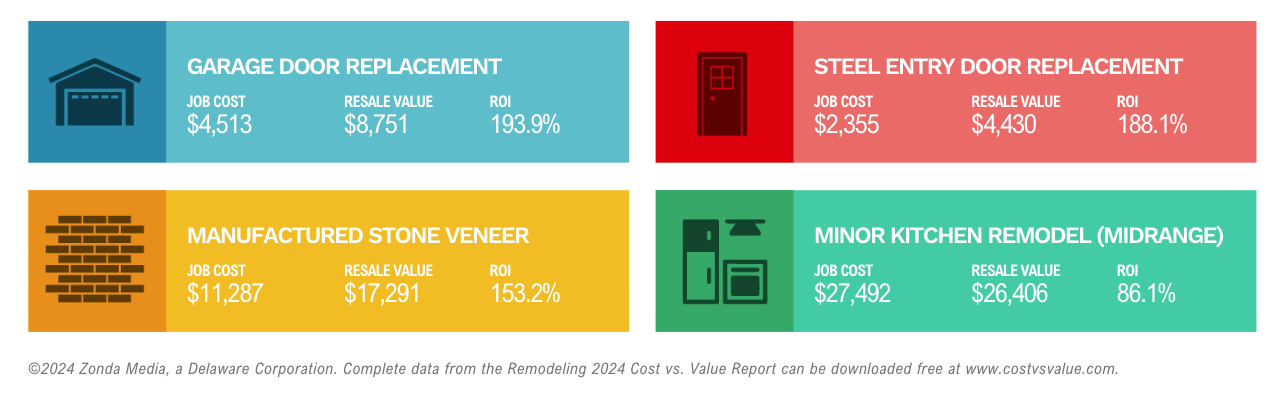 GARAGE DOOR REPLACEMENT
JOB COST RESALE VALUE ROI
$4,513 $8,751 193.9%
STEEL ENTRY DOOR REPLACEMENT
JOB COST RESALE VALUE ROI
$2,355 $4,430 188.1%
MANUFACTURED STONE VENEER
JOB COST RESALE VALUE ROI
$11,287 $17,291 153.2%
MINOR KITCHEN REMODEL (MIDRANGE)
JOB COST RESALE VALUE ROI
$27,492 $26,406 86.1%
©2024 Zonda Media, a Delaware Corporation. Complete data from the Remodeling 2024 Cost vs. Value Report can be downloaded free at www.costvsvalue.com.